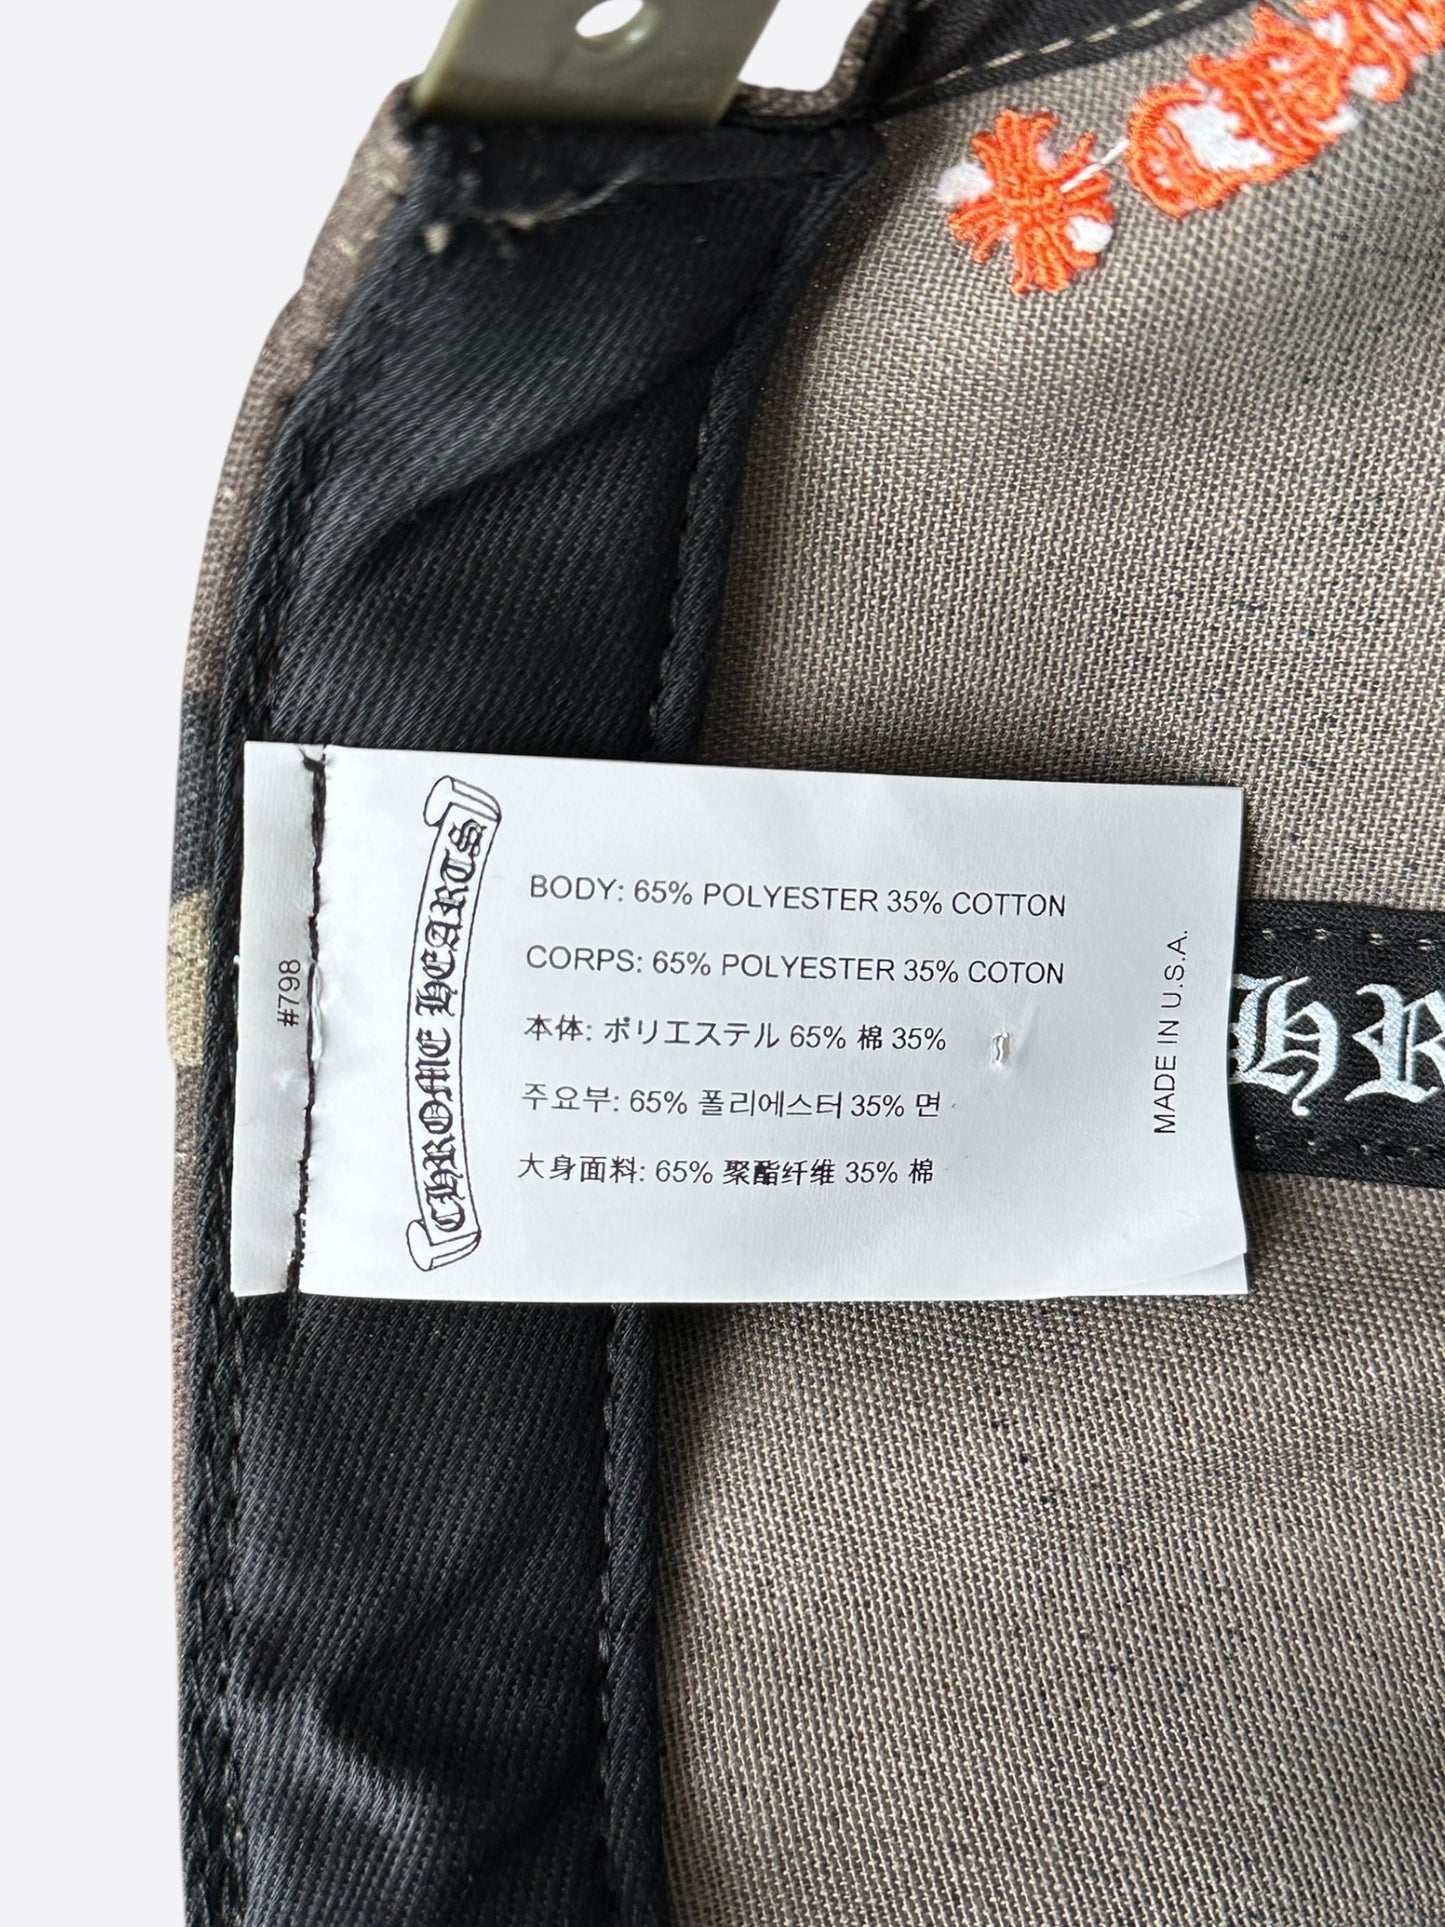 #798
CHROME HEARTS
BODY: 65% POLYESTER 35% COTTON
CORPS: 65% POLYESTER 35% COTON
本体: ポリエステル 65% 棉 35%
주요부: 65% 폴리에스터 35% 면
大身面料: 65% 聚酯纤维 35% 棉
MADE IN U.S.A.
HR